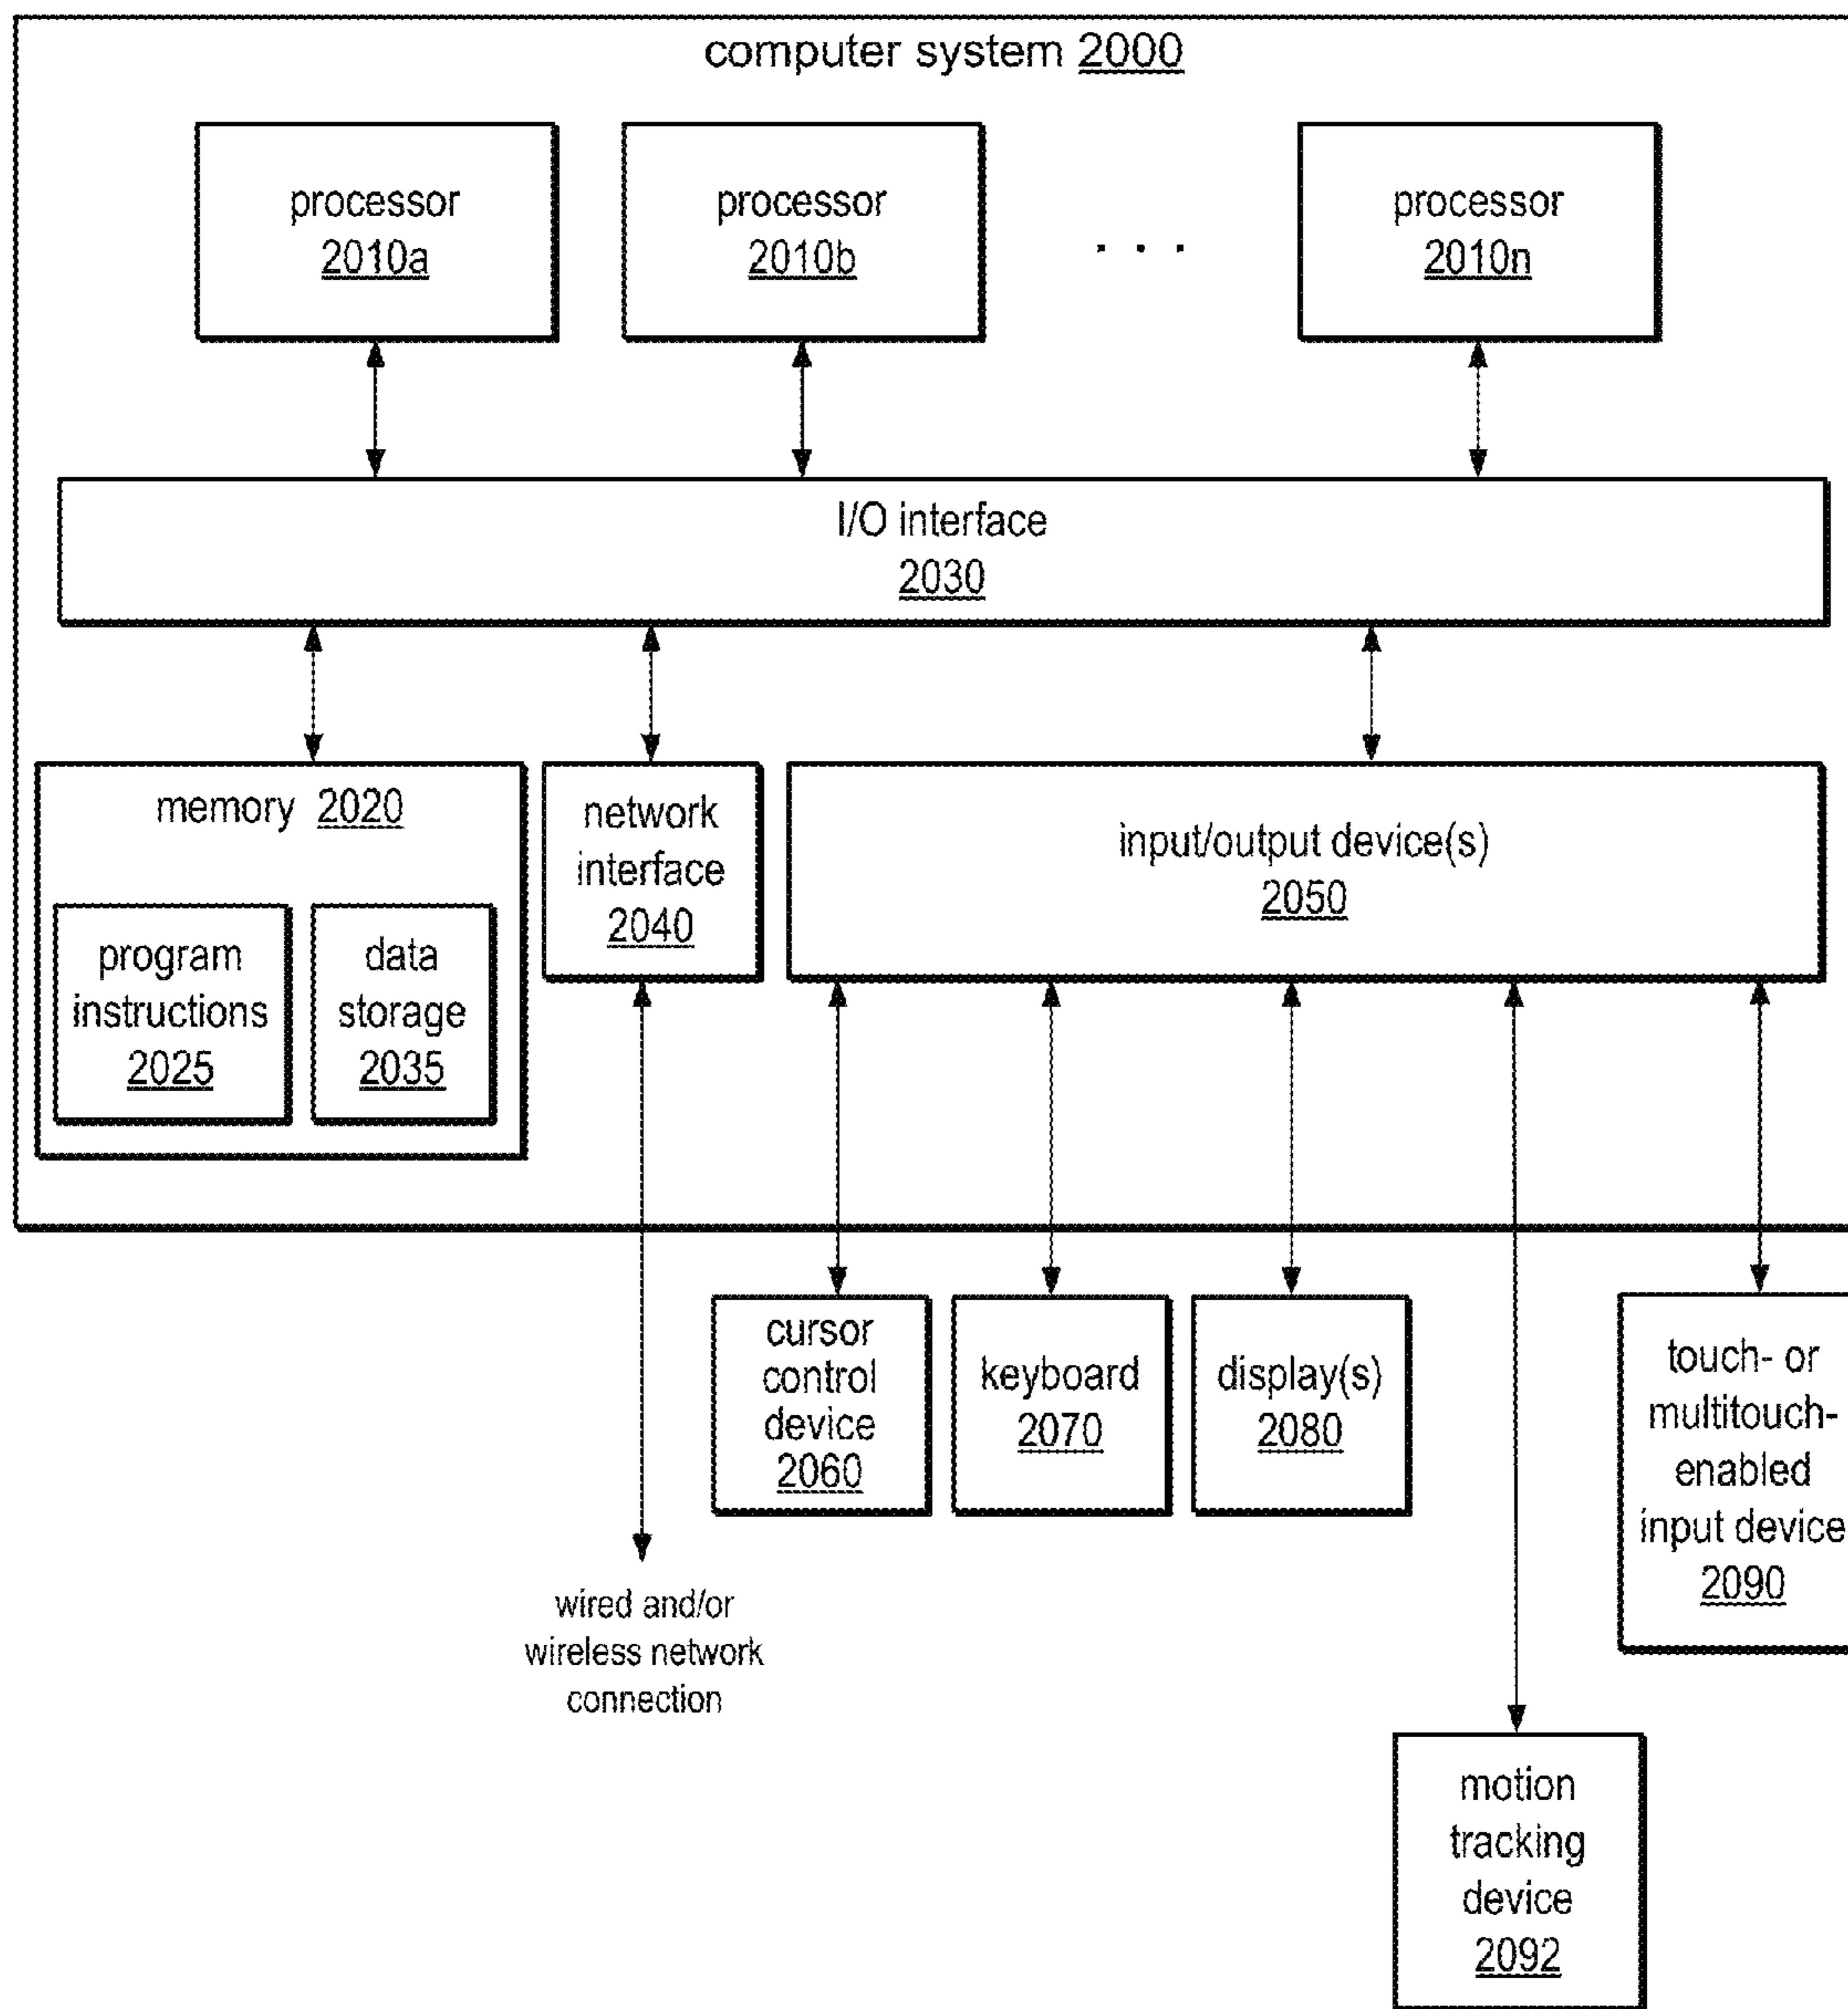 computer system 2000
processor
2010a
processor
2010b
. . .
processor
2010n
I/O interface
2030
memory 2020
program
instructions
2025
data
storage
2035
network
interface
2040
input/output device(s)
2050
cursor
control
device
2060
keyboard
2070
display(s)
2080
touch- or
multitouch-
enabled
input device
2090
wired and/or
wireless network
connection
motion
tracking
device
2092